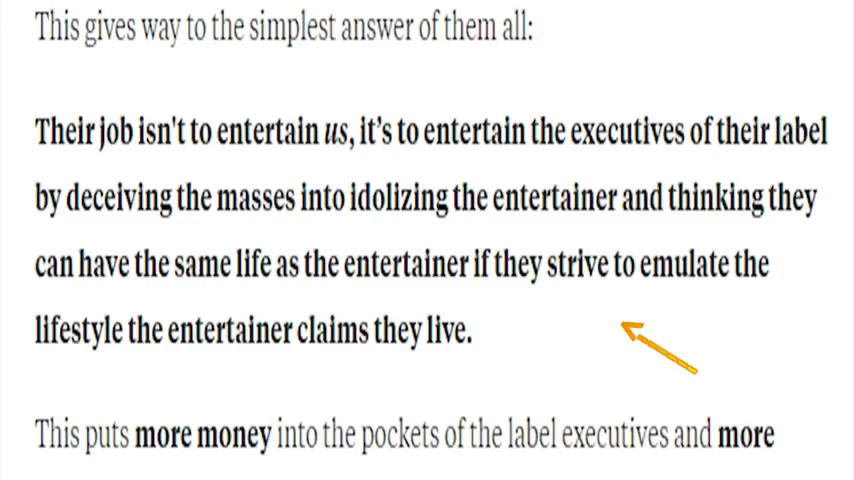 This gives way to the simplest answer of them all:
Their job isn't to entertain us, it’s to entertain the executives of their label
by deceiving the masses into idolizing the entertainer and thinking they
can have the same life as the entertainer if they strive to emulate the
lifestyle the entertainer claims they live.
This puts more money into the pockets of the label executives and more